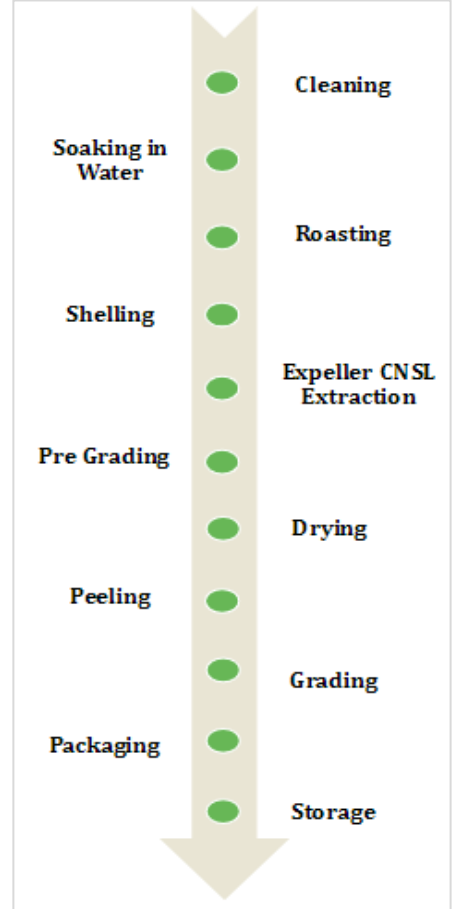 Cleaning
Soaking in
Water
Roasting
Shelling
Expeller CNSL
Extraction
Pre Grading
Drying
Peeling
Grading
Packaging
Storage